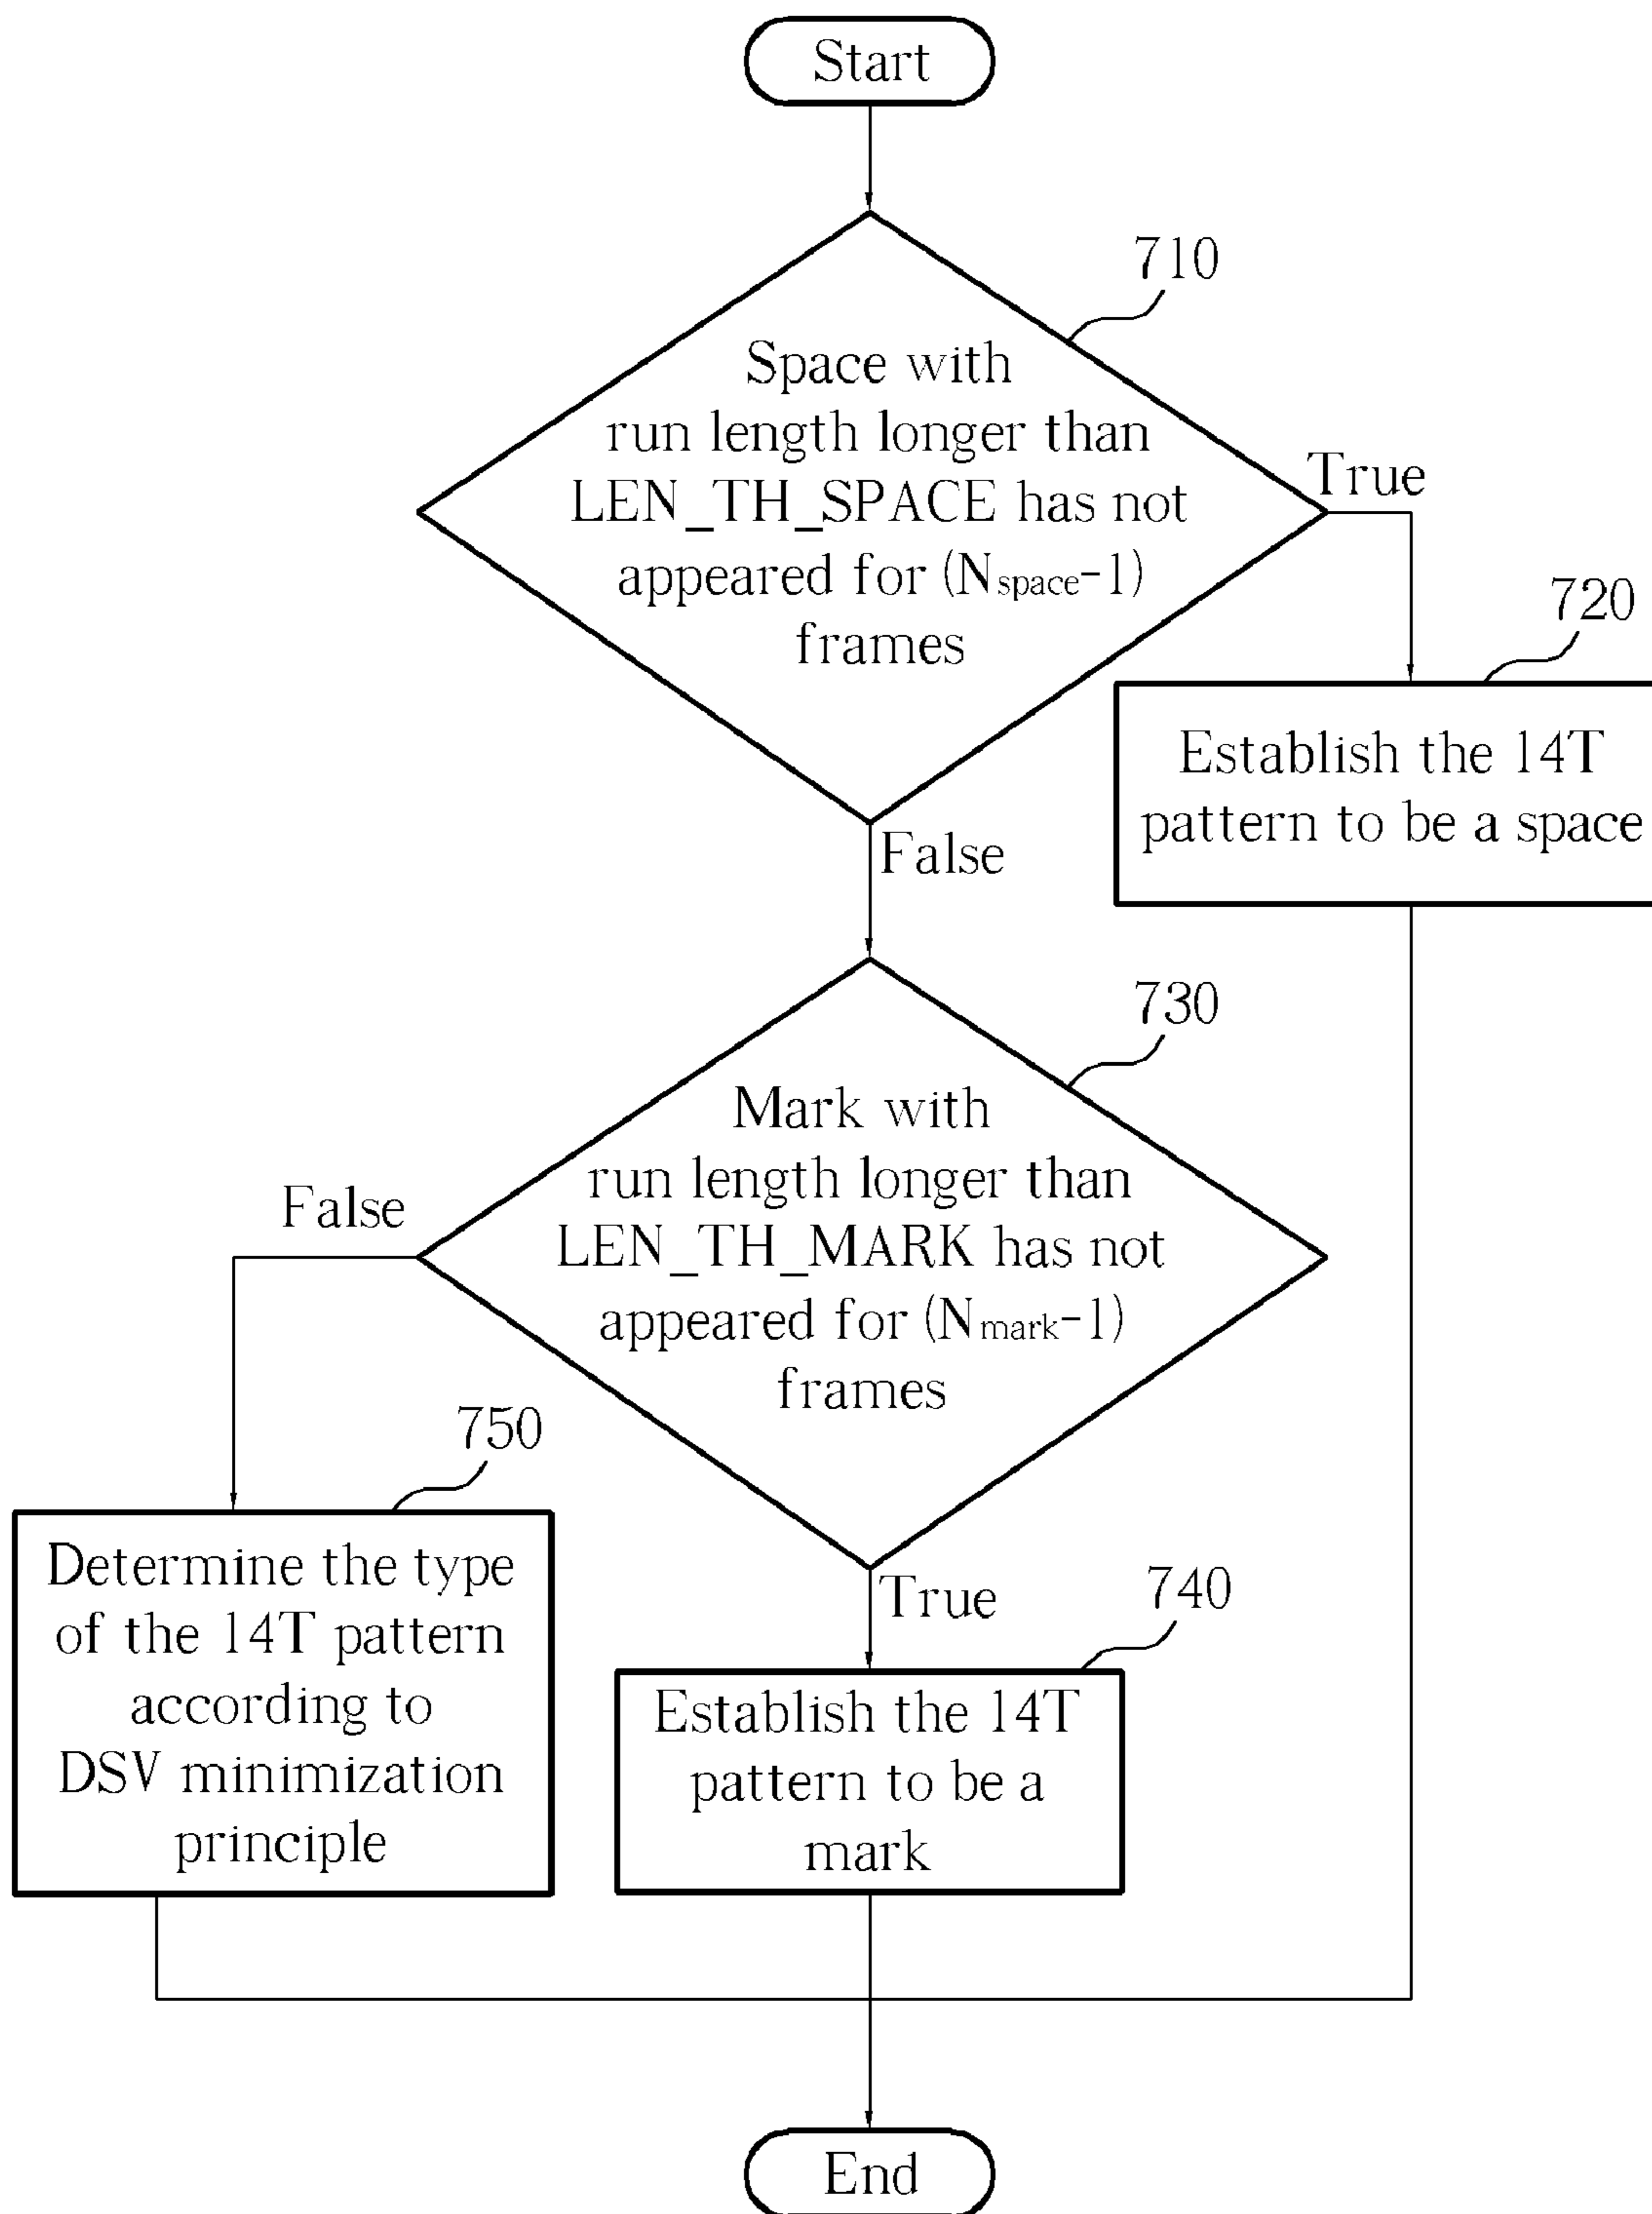 Start
710
Space with
run length longer than
LEN_TH_SPACE has not
appeared for (Nspace-1)
frames
True
720
Establish the 14T
pattern to be a space
False
730
Mark with
run length longer than
LEN_TH_MARK has not
appeared for (Nmark-1)
frames
False
750
Determine the type
of the 14T pattern
according to
DSV minimization
principle
True
740
Establish the 14T
pattern to be a
mark
End